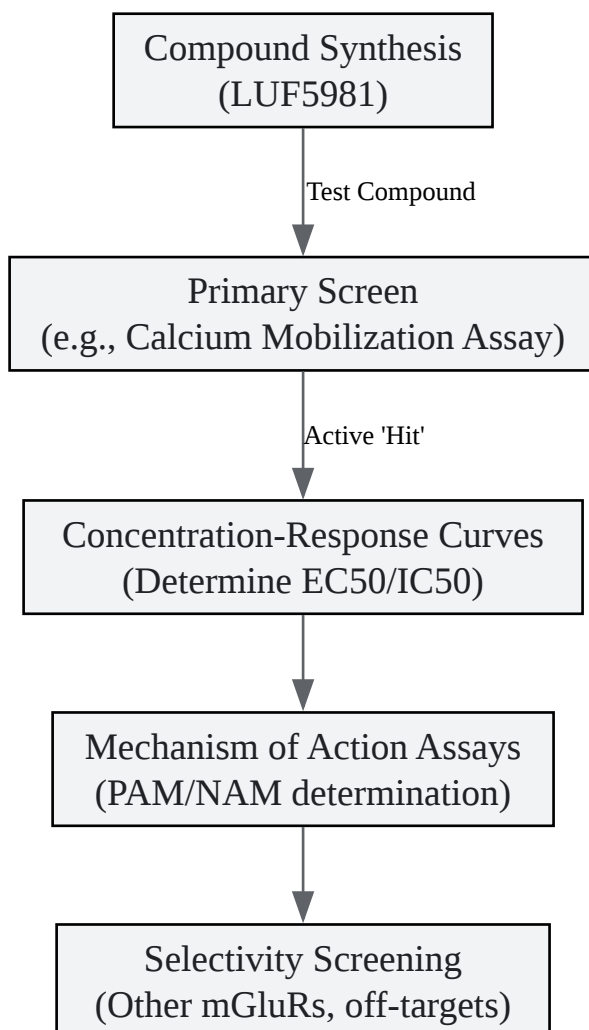 Compound Synthesis
(LUF5981)
Test Compound
Primary Screen
(e.g., Calcium Mobilization Assay)
Active 'Hit'
Concentration-Response Curves
(Determine EC50/IC50)
Mechanism of Action Assays
(PAM/NAM determination)
Selectivity Screening
(Other mGluRs, off-targets)